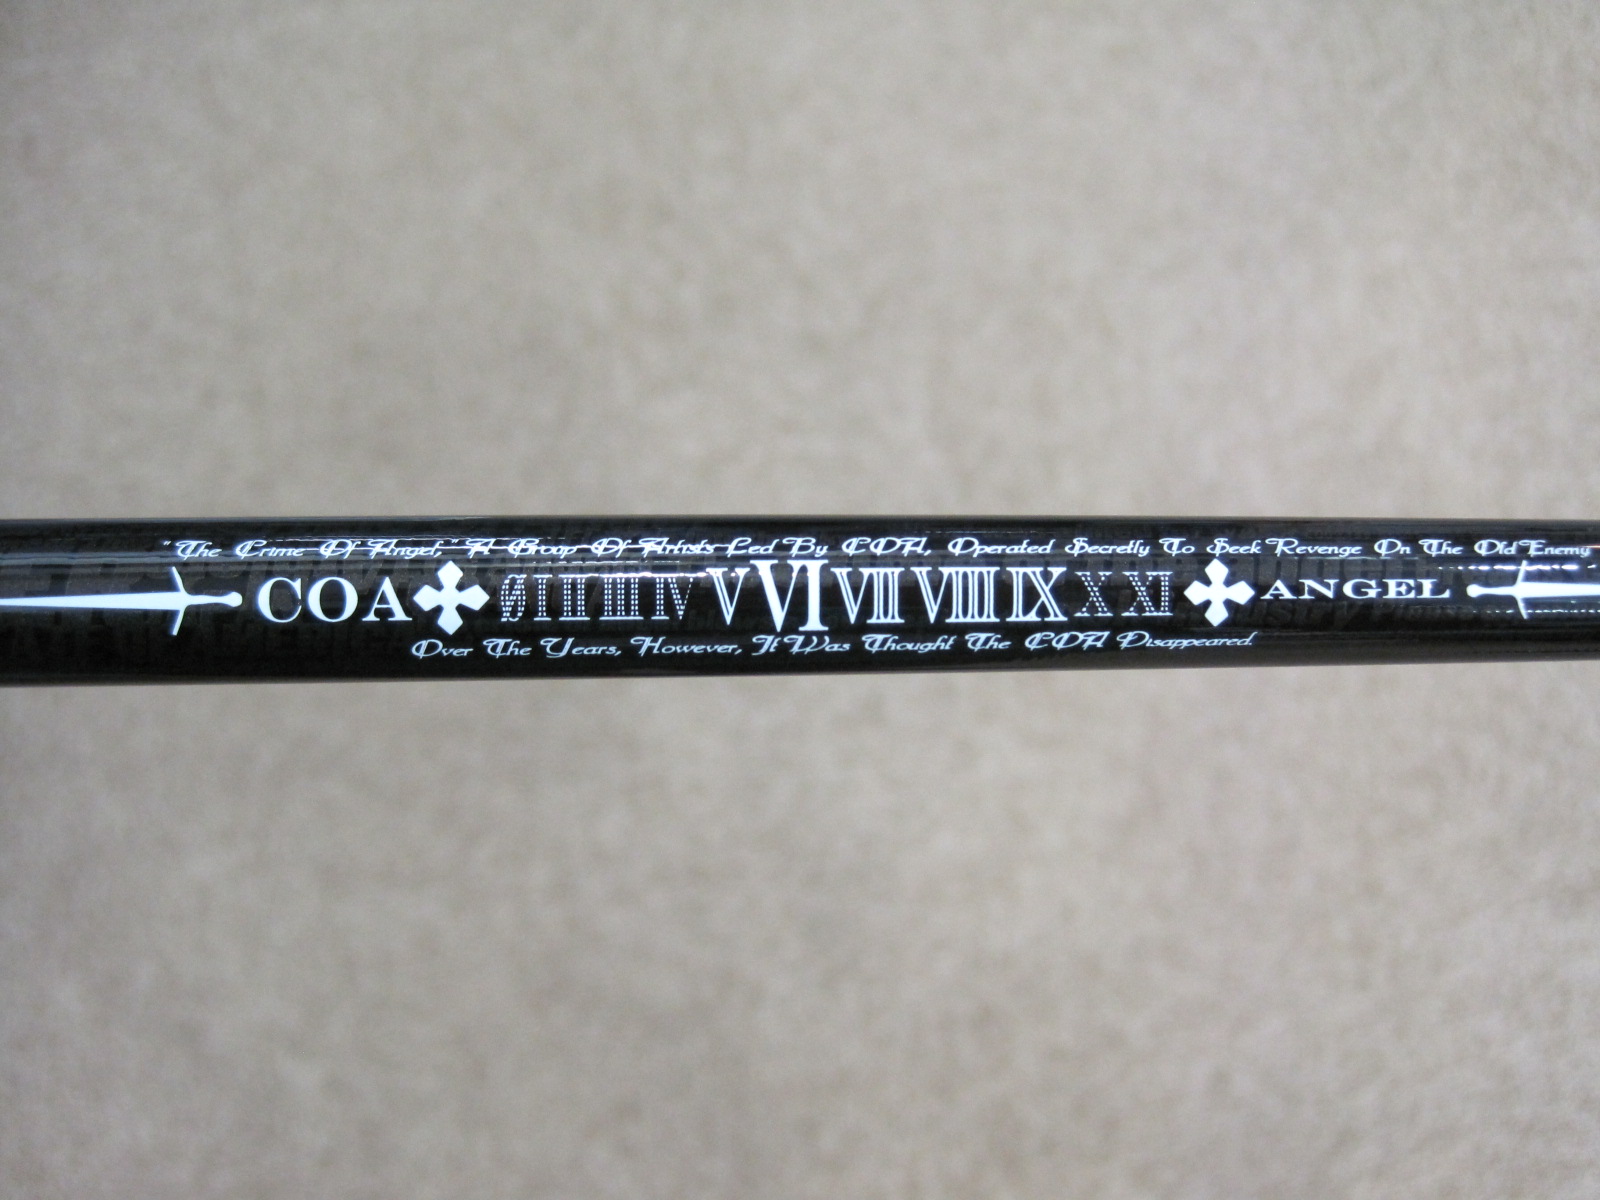 "The Crime Of Angel," A Group Of Artists Led By COA, Operated Secretly To Seek Revenge On The Old Enemy
COA S I II III IV V VI VII VIII IX X XI ANGEL
Over The Years, However, It Was Thought The COA Disappeared.